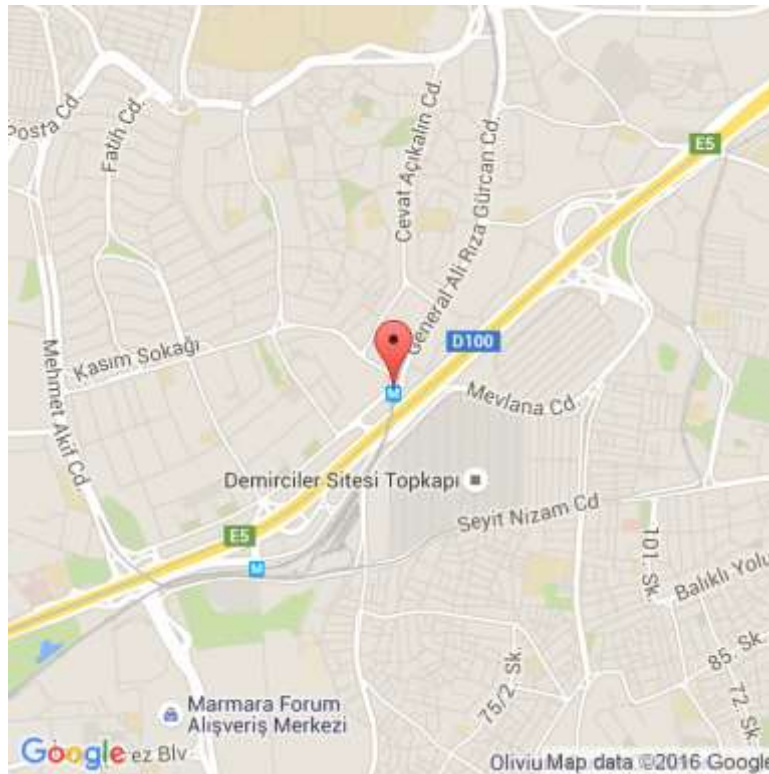 Posta Cd.
Fatih Cd.
Cevat Açıkalın Cd.
General Ali Rıza Gürcan Cd.
E5
D100
Kasım Sokağı
Mehmet Akif Cd.
M
Mevlana Cd.
Demirciler Sitesi Topkapı
Seyit Nizam Cd
E5
M
101. Sk.
Balıklı Yolu
85. Sk.
75/2. Sk.
72. Sk.
Marmara Forum
Alışveriş Merkezi
Google
ez Blv
Oliviu
Map data ©2016 Google